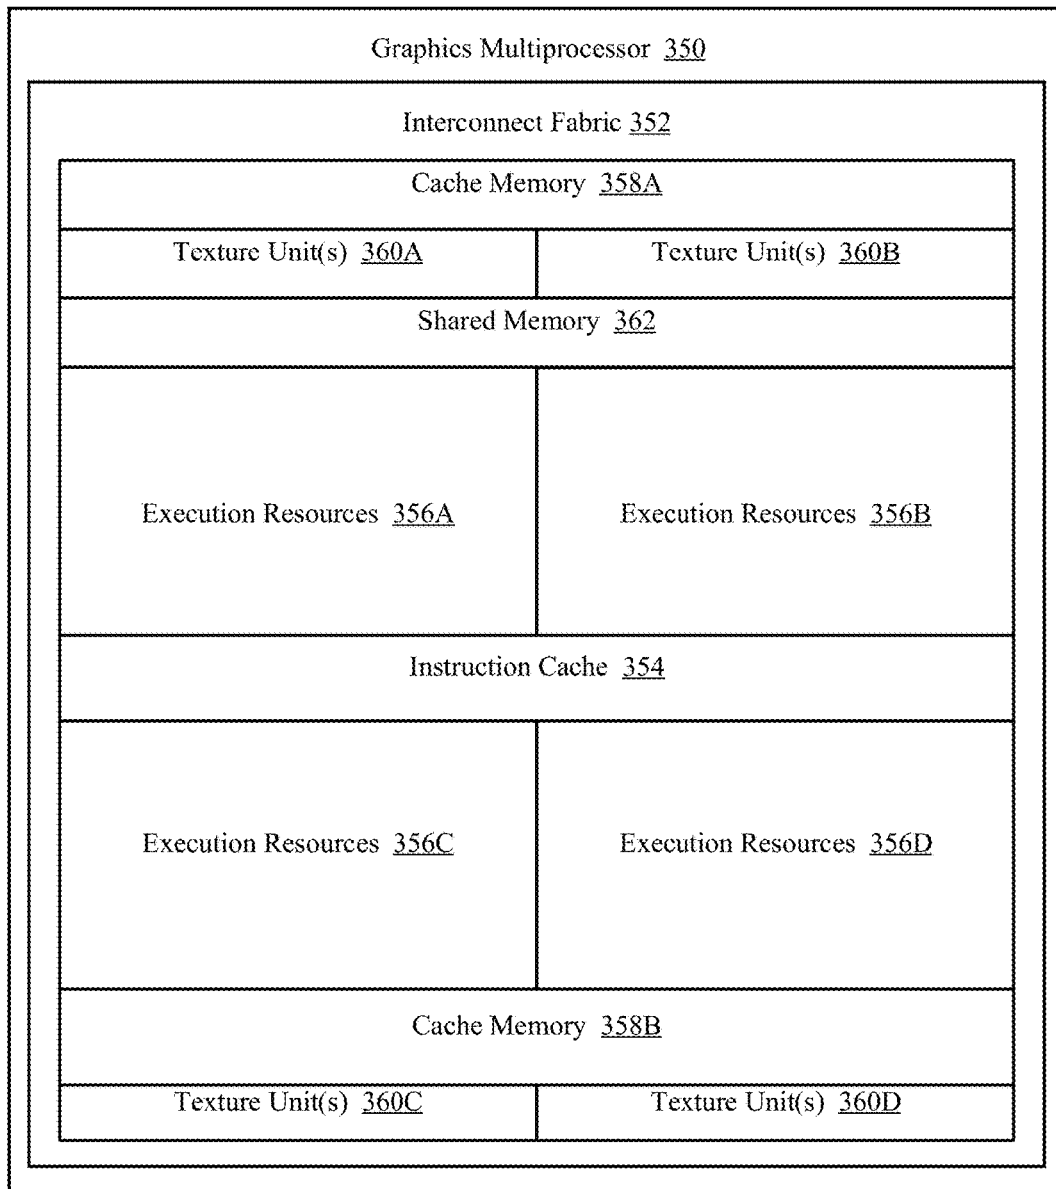 Graphics Multiprocessor 350
Interconnect Fabric 352
Cache Memory 358A
Texture Unit(s) 360A
Texture Unit(s) 360B
Shared Memory 362
Execution Resources 356A
Execution Resources 356B
Instruction Cache 354
Execution Resources 356C
Execution Resources 356D
Cache Memory 358B
Texture Unit(s) 360C
Texture Unit(s) 360D